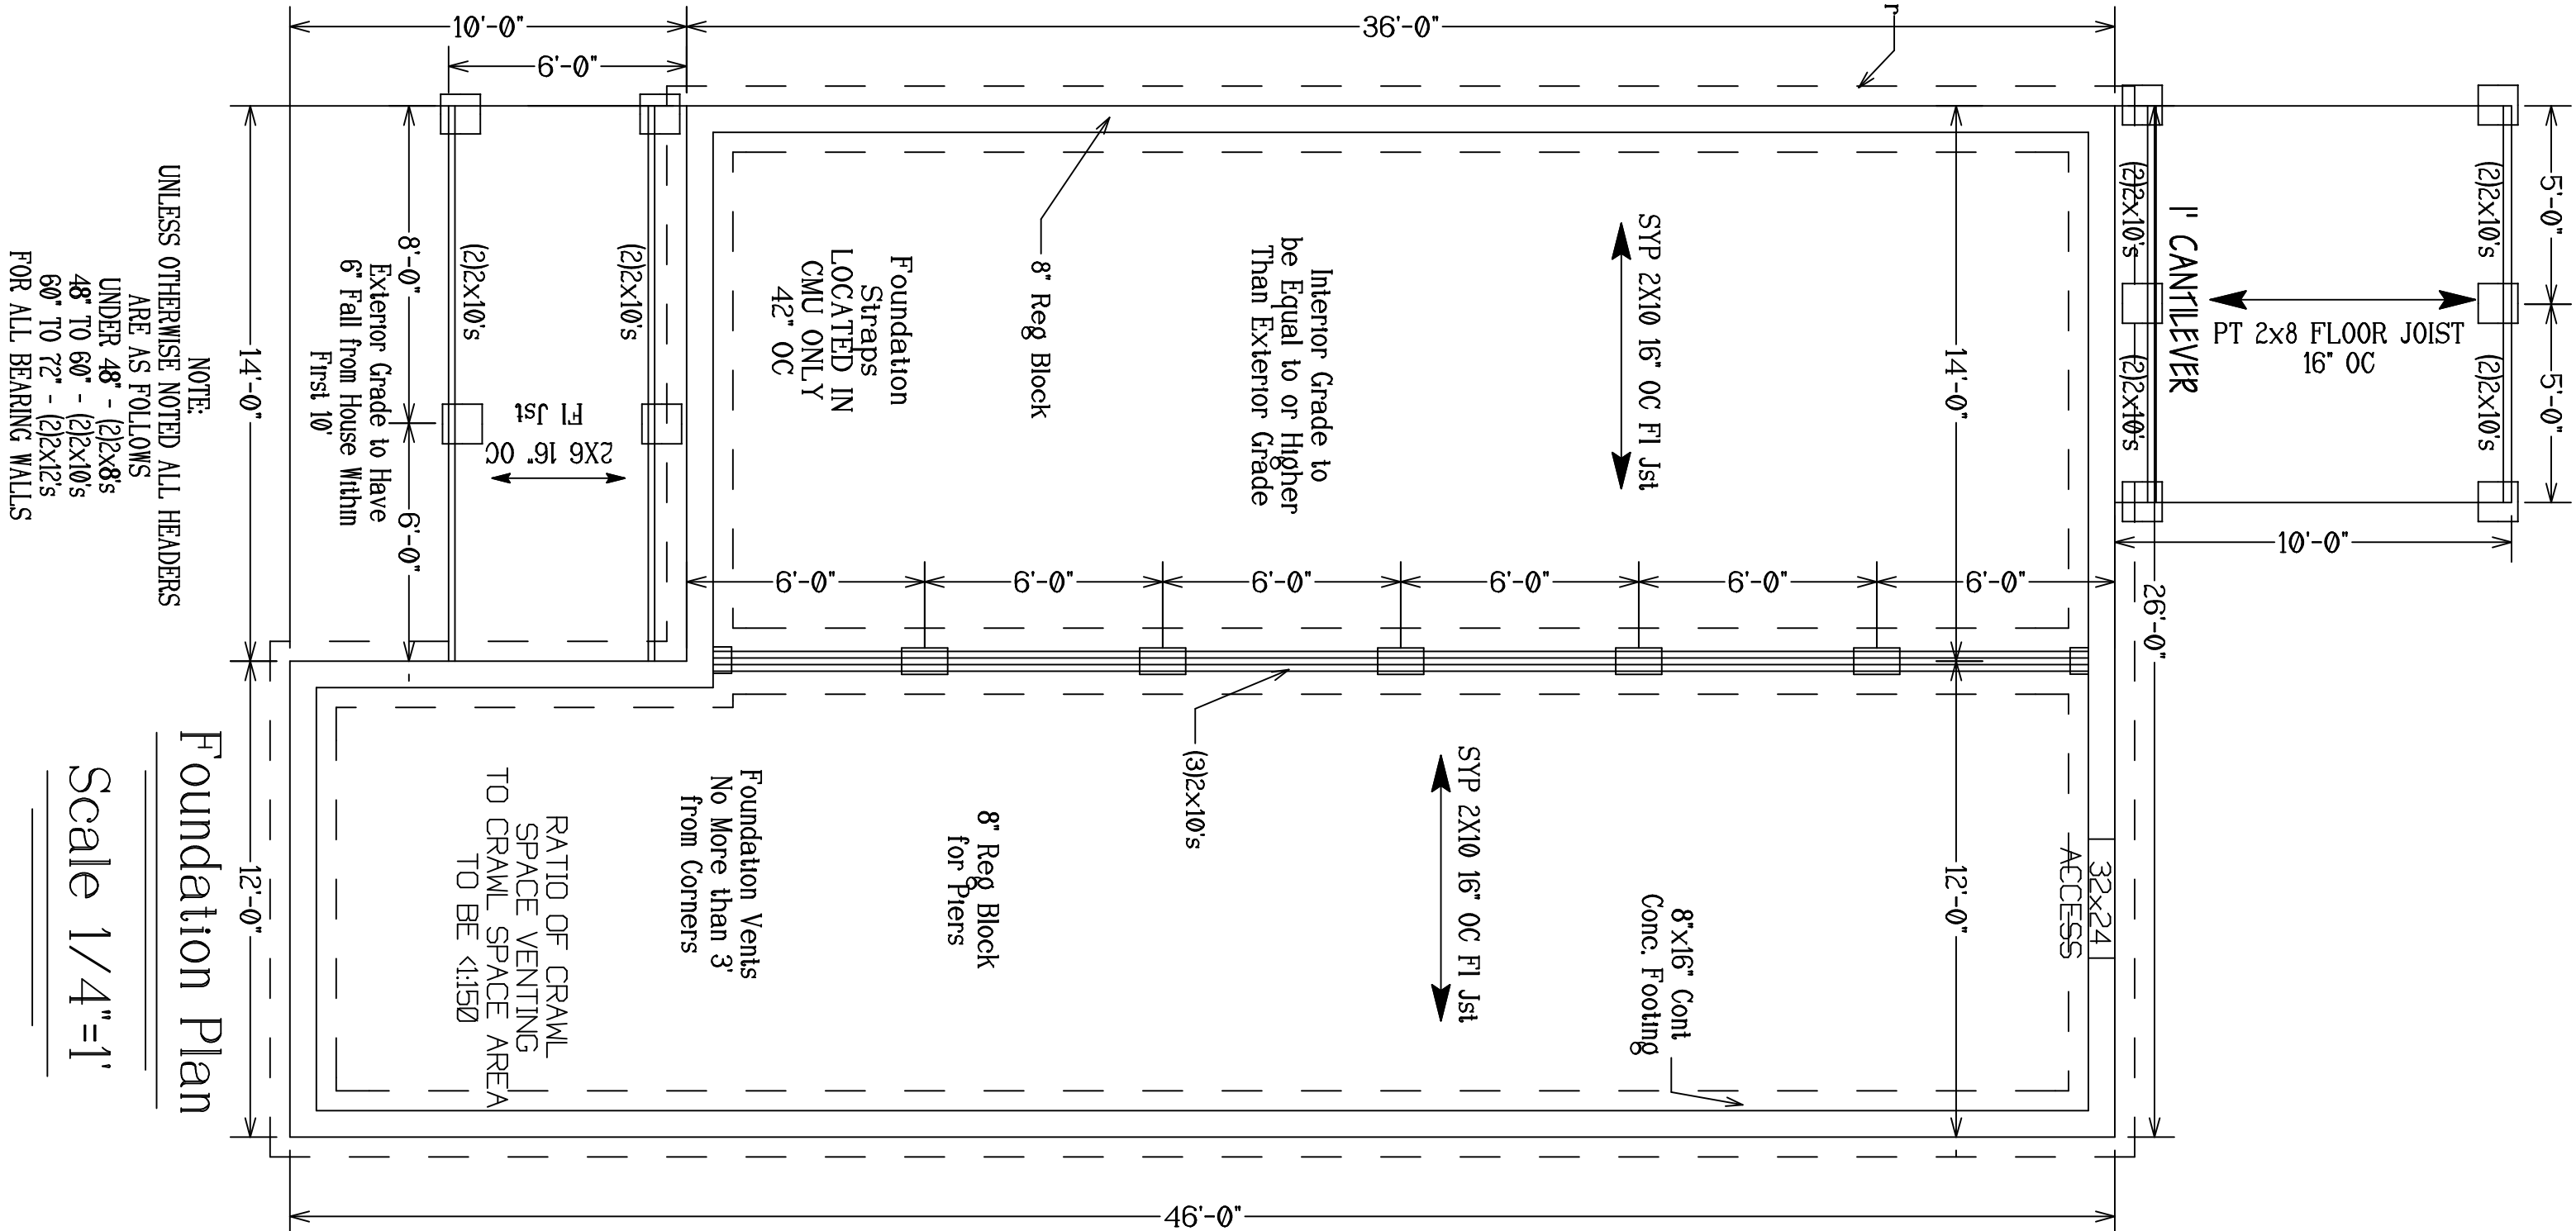 10'-0"
36'-0"
r
6'-0"
5'-0"
5'-0"
(2)2x10's
(2)2x10's
(2)2x10's
(2)2x10's
1' CANTILEVER
PT 2x8 FLOOR JOIST
16" OC
10'-0"
26'-0"
14'-0"
12'-0"
SYP 2X10 16" OC Fl Jst
Interior Grade to
be Equal to or Higher
Than Exterior Grade
8" Reg Block
Foundation
Straps
LOCATED IN
CMU ONLY
42" OC
(2)2x10's
(2)2x10's
2X6 16" OC
Fl Jst
8'-0"
6'-0"
Exterior Grade to Have
6" Fall from House Within
First 10'
6'-0"
6'-0"
6'-0"
6'-0"
6'-0"
6'-0"
32x24
ACCESS
8"x16" Cont
Conc. Footing
SYP 2X10 16" OC Fl Jst
(3)2x10's
8" Reg Block
for Piers
Foundation Vents
No More than 3'
from Corners
RATIO OF CRAWL
SPACE VENTING
TO CRAWL SPACE AREA
TO BE <1:150
14'-0"
12'-0"
46'-0"
NOTE:
UNLESS OTHERWISE NOTED ALL HEADERS
ARE AS FOLLOWS
UNDER 48" - (2)2x8's
48" TO 60" - (2)2x10's
60" TO 72" - (2)2x12's
FOR ALL BEARING WALLS
Foundation Plan
Scale 1/4"=1'